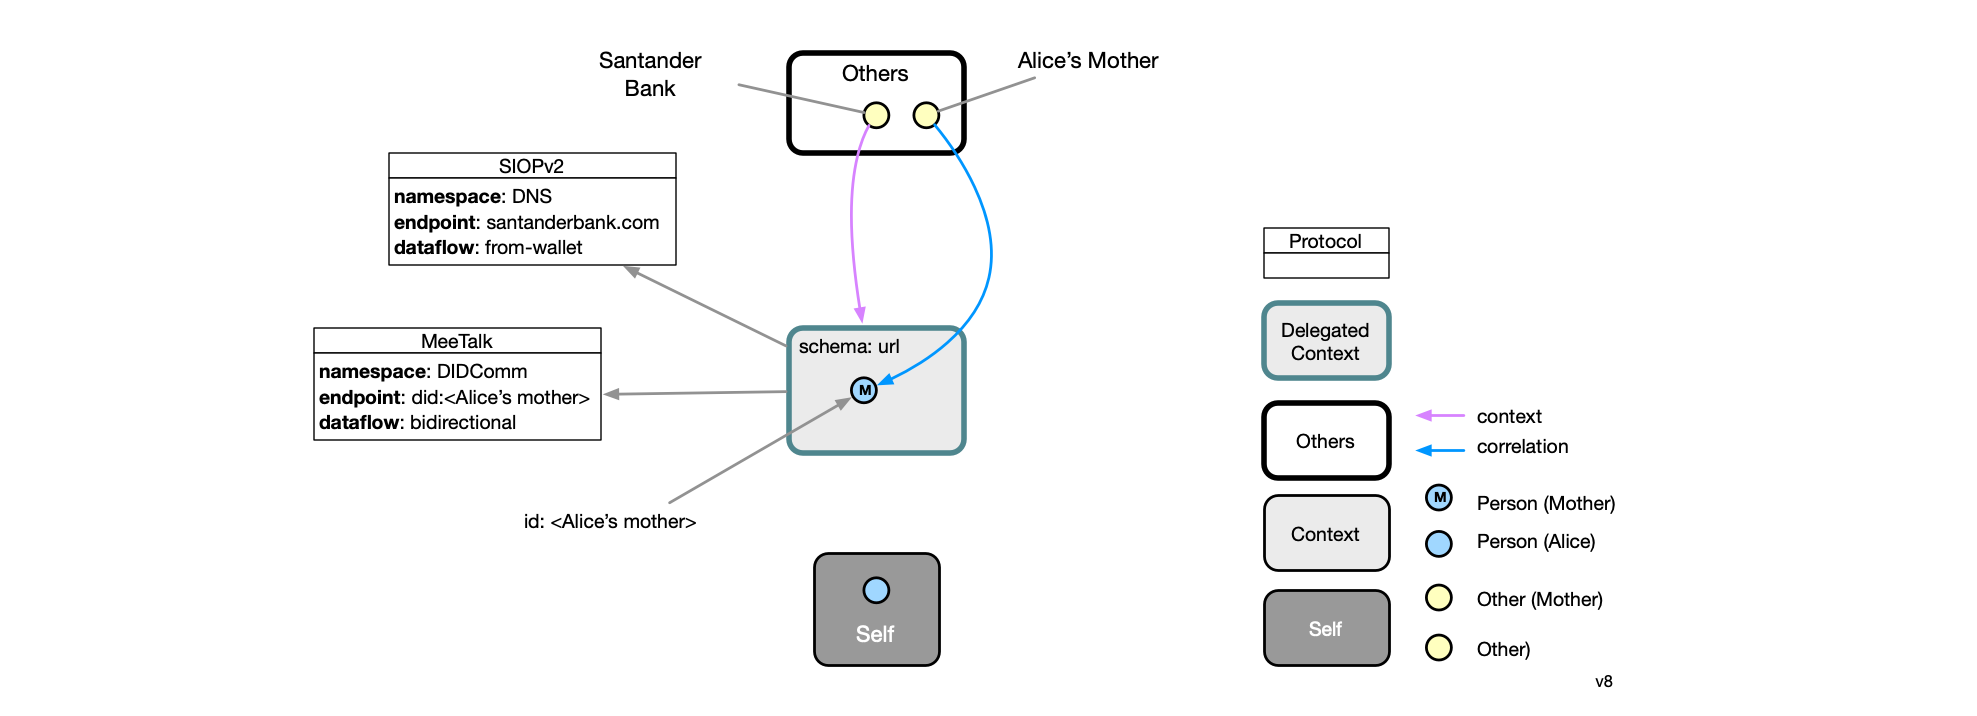 Santander
Bank
Others
Alice's Mother
SIOPv2
namespace: DNS
endpoint: santanderbank.com
dataflow: from-wallet
MeeTalk
namespace: DIDComm
endpoint: did:<Alice's mother>
dataflow: bidirectional
schema: url
M
id: <Alice's mother>
Self
Protocol
Delegated
Context
Others
Context
Self
context
correlation
M
Person (Mother)
Person (Alice)
Other (Mother)
Other)
v8